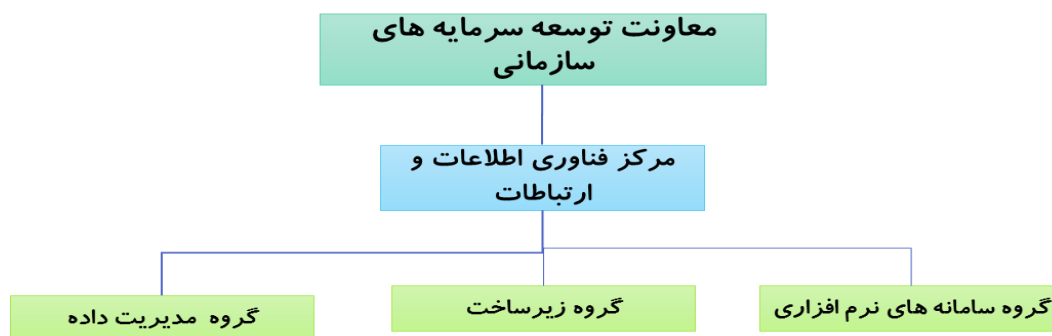 معاونت توسعه سرمایه های
سازمانی
مرکز فناوری اطلاعات و
ارتباطات
گروه سامانه های نرم افزاری
گروه زیرساخت
گروه مدیریت داده